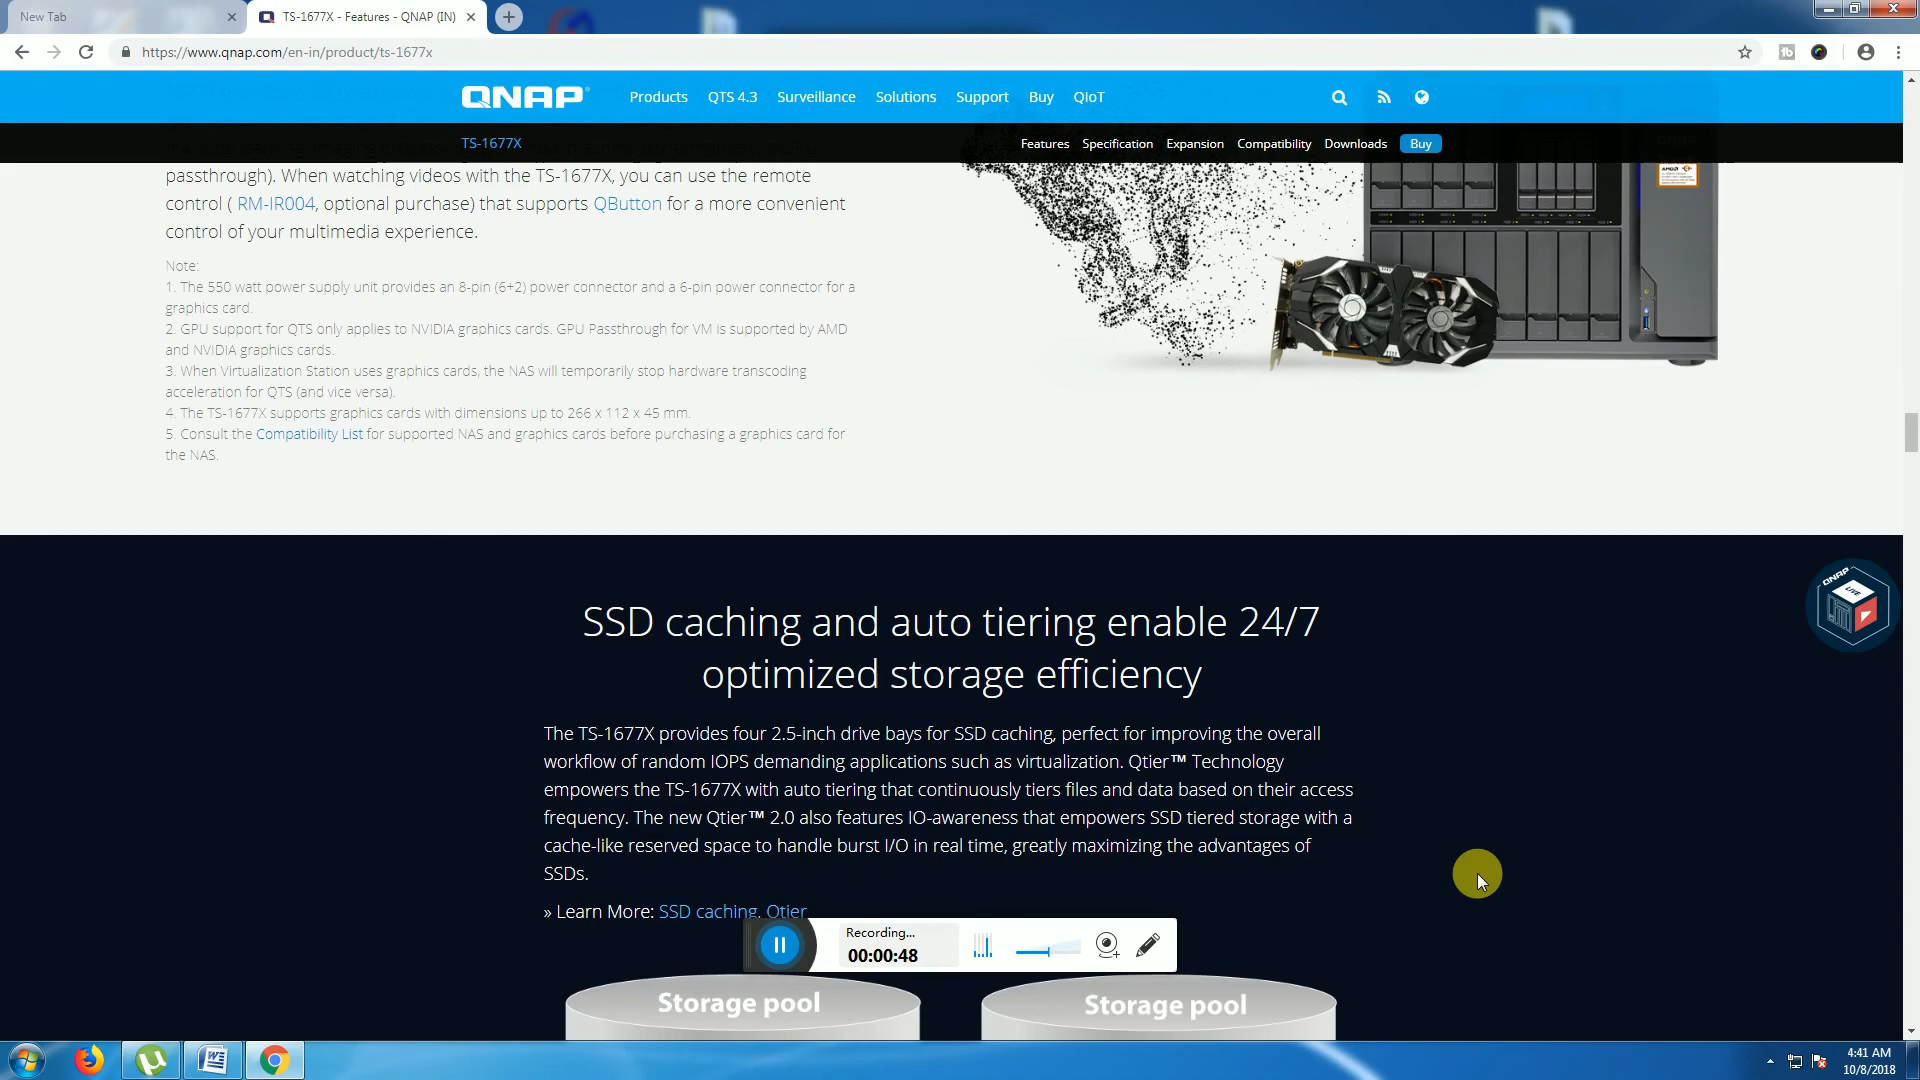 New Tab
TS-1677X - Features - QNAP (IN)
https://www.qnap.com/en-in/product/ts-1677x
QNAP
Products QTS 4.3 Surveillance Solutions Support Buy QIoT
TS-1677X
Features Specification Expansion Compatibility Downloads Buy
passthrough). When watching videos with the TS-1677X, you can use the remote
control ( RM-IR004, optional purchase) that supports QButton for a more convenient
control of your multimedia experience.
Note:
1. The 550 watt power supply unit provides an 8-pin (6+2) power connector and a 6-pin power connector for a
graphics card.
2. GPU support for QTS only applies to NVIDIA graphics cards. GPU Passthrough for VM is supported by AMD
and NVIDIA graphics cards.
3. When Virtualization Station uses graphics cards, the NAS will temporarily stop hardware transcoding
acceleration for QTS (and vice versa).
4. The TS-1677X supports graphics cards with dimensions up to 266 x 112 x 45 mm.
5. Consult the Compatibility List for supported NAS and graphics cards before purchasing a graphics card for
the NAS.
QNAP
LIVE
SSD caching and auto tiering enable 24/7
optimized storage efficiency
The TS-1677X provides four 2.5-inch drive bays for SSD caching, perfect for improving the overall
workflow of random IOPS demanding applications such as virtualization. Qtier™ Technology
empowers the TS-1677X with auto tiering that continuously tiers files and data based on their access
frequency. The new Qtier™ 2.0 also features IO-awareness that empowers SSD tiered storage with a
cache-like reserved space to handle burst I/O in real time, greatly maximizing the advantages of
SSDs.
» Learn More: SSD caching, Qtier
Recording...
00:00:48
Storage pool
Storage pool
4:41 AM
10/8/2018